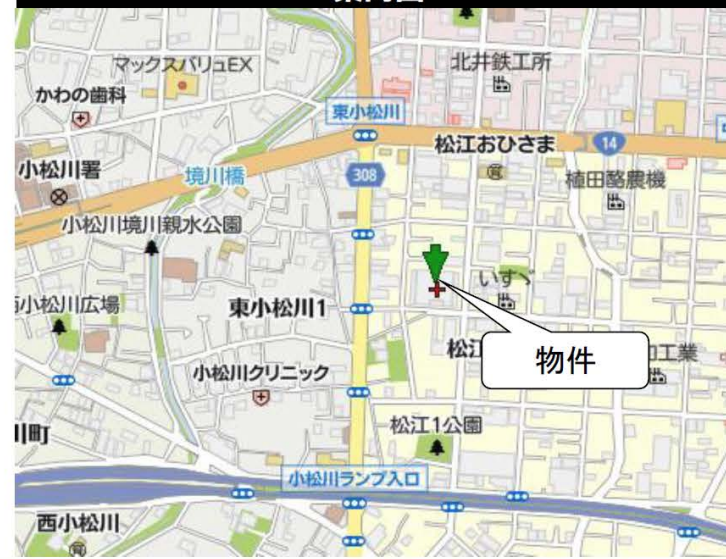 案内図
マックスバリュEX
北井鉄工所
かわの歯科
東小松川
松江おひさま
14
小松川署
境川橋
308
植田酪農機
小松川境川親水公園
いすゞ
小松川広場
東小松川1
松江
物件
工業
小松川クリニック
松江1公園
川町
小松川ランプ入口
西小松川